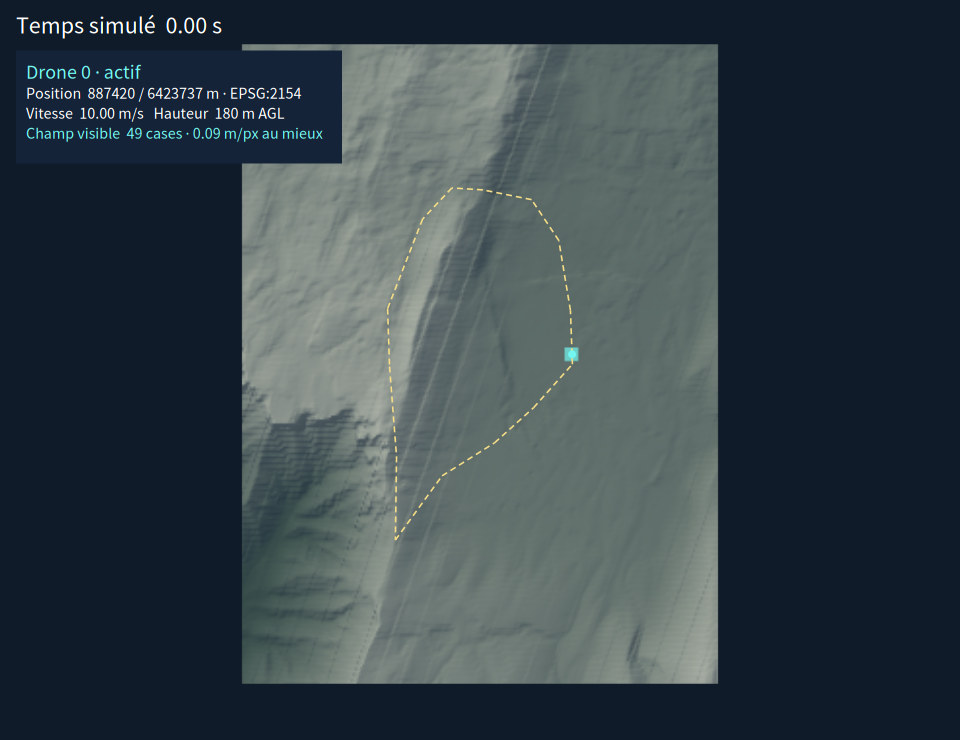 Temps simulé 0.00 s
Drone 0 · actif
Position 887420 / 6423737 m · EPSG:2154
Vitesse 10.00 m/s Hauteur 180 m AGL
Champ visible 49 cases · 0.09 m/px au mieux